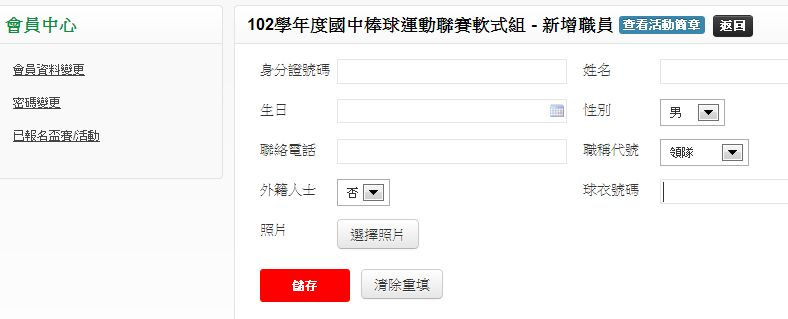 會員中心
會員資料變更
密碼變更
已報名盃賽/活動
102學年度國中棒球運動聯賽軟式組 - 新增職員 查看活動簡章 返回
身分證號碼 姓名
生日 性別 男
聯絡電話 職稱代號 領隊
外籍人士 否 球衣號碼
照片 選擇照片
儲存 清除重填